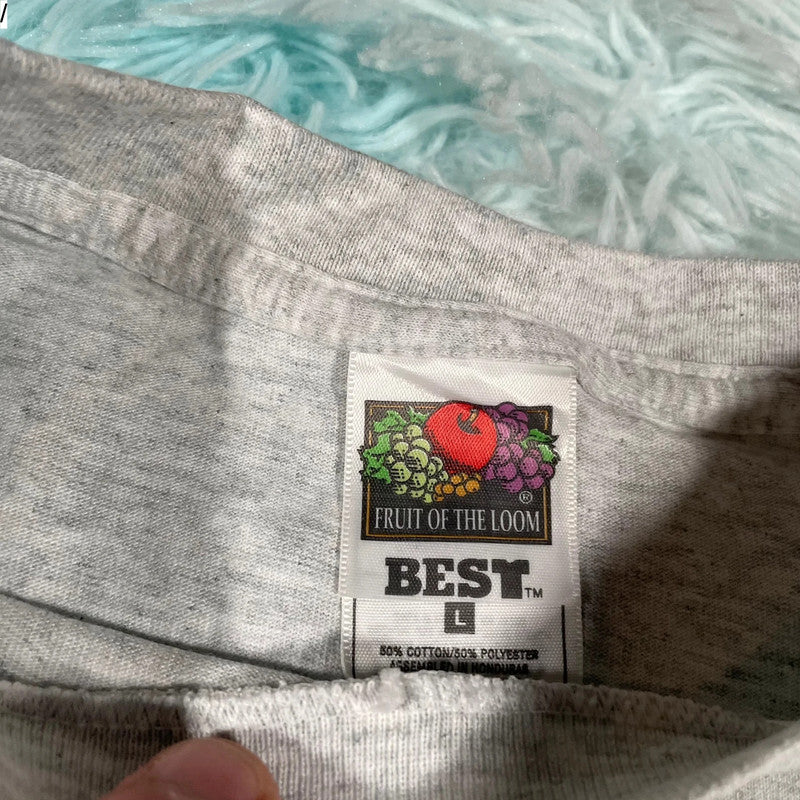 /
FRUIT OF THE LOOM ®
BEST™
L
50% COTTON/50% POLYESTER
ASSEMBLED IN HONDURAS